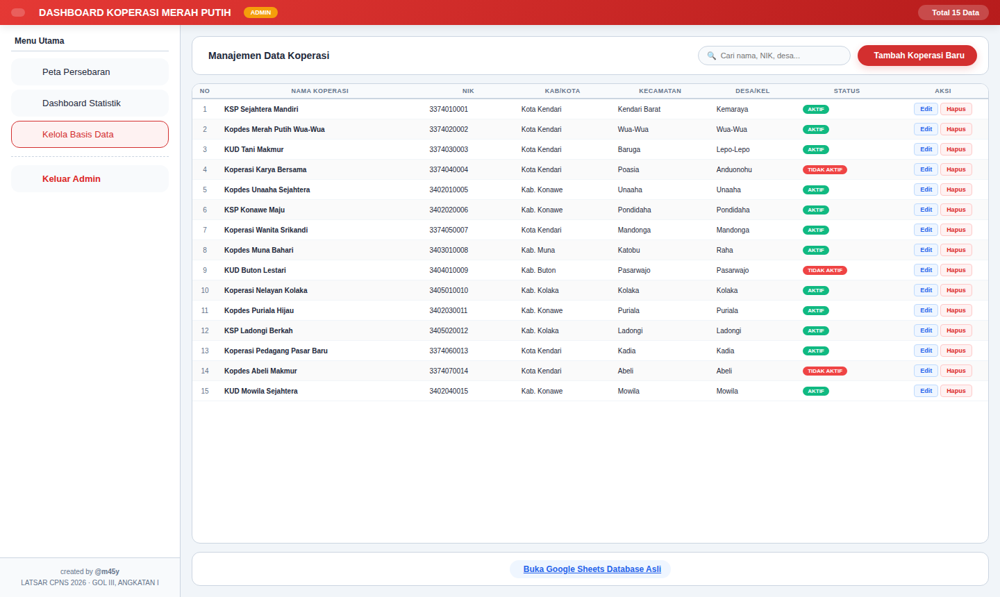 DASHBOARD KOPERASI MERAH PUTIH ADMIN Total 15 Data
Menu Utama
Peta Persebaran
Dashboard Statistik
Kelola Basis Data
Keluar Admin
created by @m45y
LATSAR CPNS 2026 · GOL III, ANGKATAN I
Manajemen Data Koperasi Cari nama, NIK, desa... Tambah Koperasi Baru
NO NAMA KOPERASI NIK KAB/KOTA KECAMATAN DESA/KEL STATUS AKSI
1 KSP Sejahtera Mandiri 3374010001 Kota Kendari Kendari Barat Kemaraya AKTIF Edit Hapus
2 Kopdes Merah Putih Wua-Wua 3374020002 Kota Kendari Wua-Wua Wua-Wua AKTIF Edit Hapus
3 KUD Tani Makmur 3374030003 Kota Kendari Baruga Lepo-Lepo AKTIF Edit Hapus
4 Koperasi Karya Bersama 3374040004 Kota Kendari Poasia Anduonohu TIDAK AKTIF Edit Hapus
5 Kopdes Unaaha Sejahtera 3402010005 Kab. Konawe Unaaha Unaaha AKTIF Edit Hapus
6 KSP Konawe Maju 3402020006 Kab. Konawe Pondidaha Pondidaha AKTIF Edit Hapus
7 Koperasi Wanita Srikandi 3374050007 Kota Kendari Mandonga Mandonga AKTIF Edit Hapus
8 Kopdes Muna Bahari 3403010008 Kab. Muna Katobu Raha AKTIF Edit Hapus
9 KUD Buton Lestari 3404010009 Kab. Buton Pasarwajo Pasarwajo TIDAK AKTIF Edit Hapus
10 Koperasi Nelayan Kolaka 3405010010 Kab. Kolaka Kolaka Kolaka AKTIF Edit Hapus
11 Kopdes Puriala Hijau 3402030011 Kab. Konawe Puriala Puriala AKTIF Edit Hapus
12 KSP Ladongi Berkah 3405020012 Kab. Kolaka Ladongi Ladongi AKTIF Edit Hapus
13 Koperasi Pedagang Pasar Baru 3374060013 Kota Kendari Kadia Kadia AKTIF Edit Hapus
14 Kopdes Abeli Makmur 3374070014 Kota Kendari Abeli Abeli TIDAK AKTIF Edit Hapus
15 KUD Mowila Sejahtera 3402040015 Kab. Konawe Mowila Mowila AKTIF Edit Hapus
Buka Google Sheets Database Asli